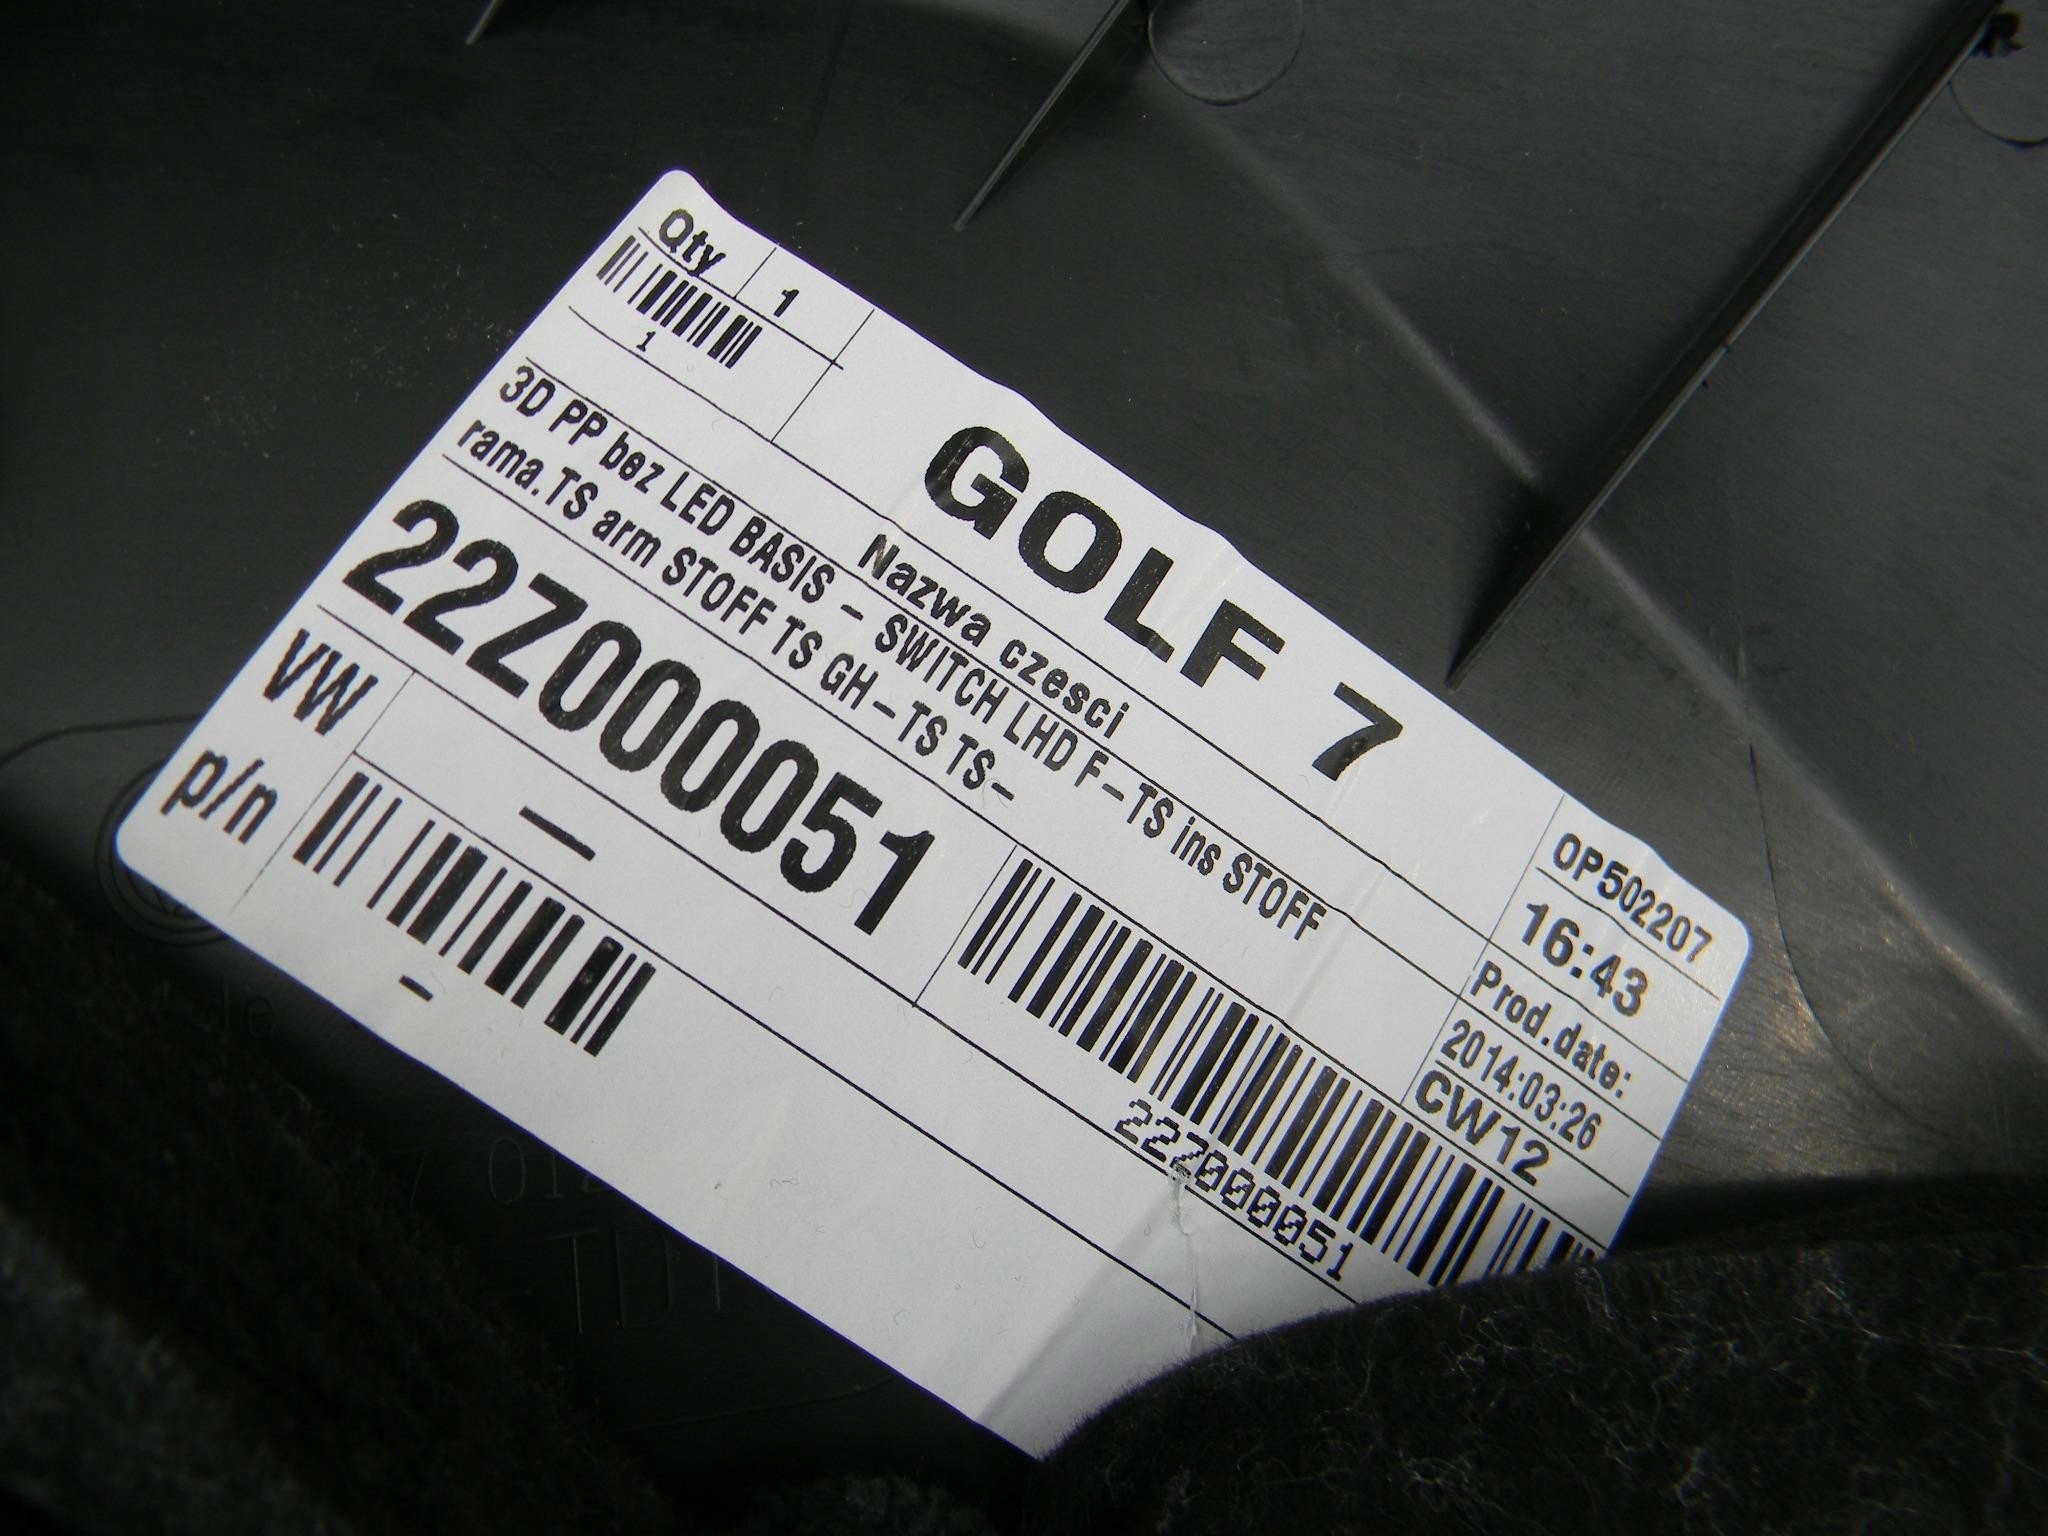 Qty 1
1
GOLF 7
OP502207
16:43
Prod.date:
2014:03:26
CW12
Nazwa czesci
3D PP bez LED BASIS - SWITCH LHD F-TS ins STOFF
rama.TS arm STOFF TS GH-TS TS-
22Z000051
22Z000051
VW
p/n
-
-